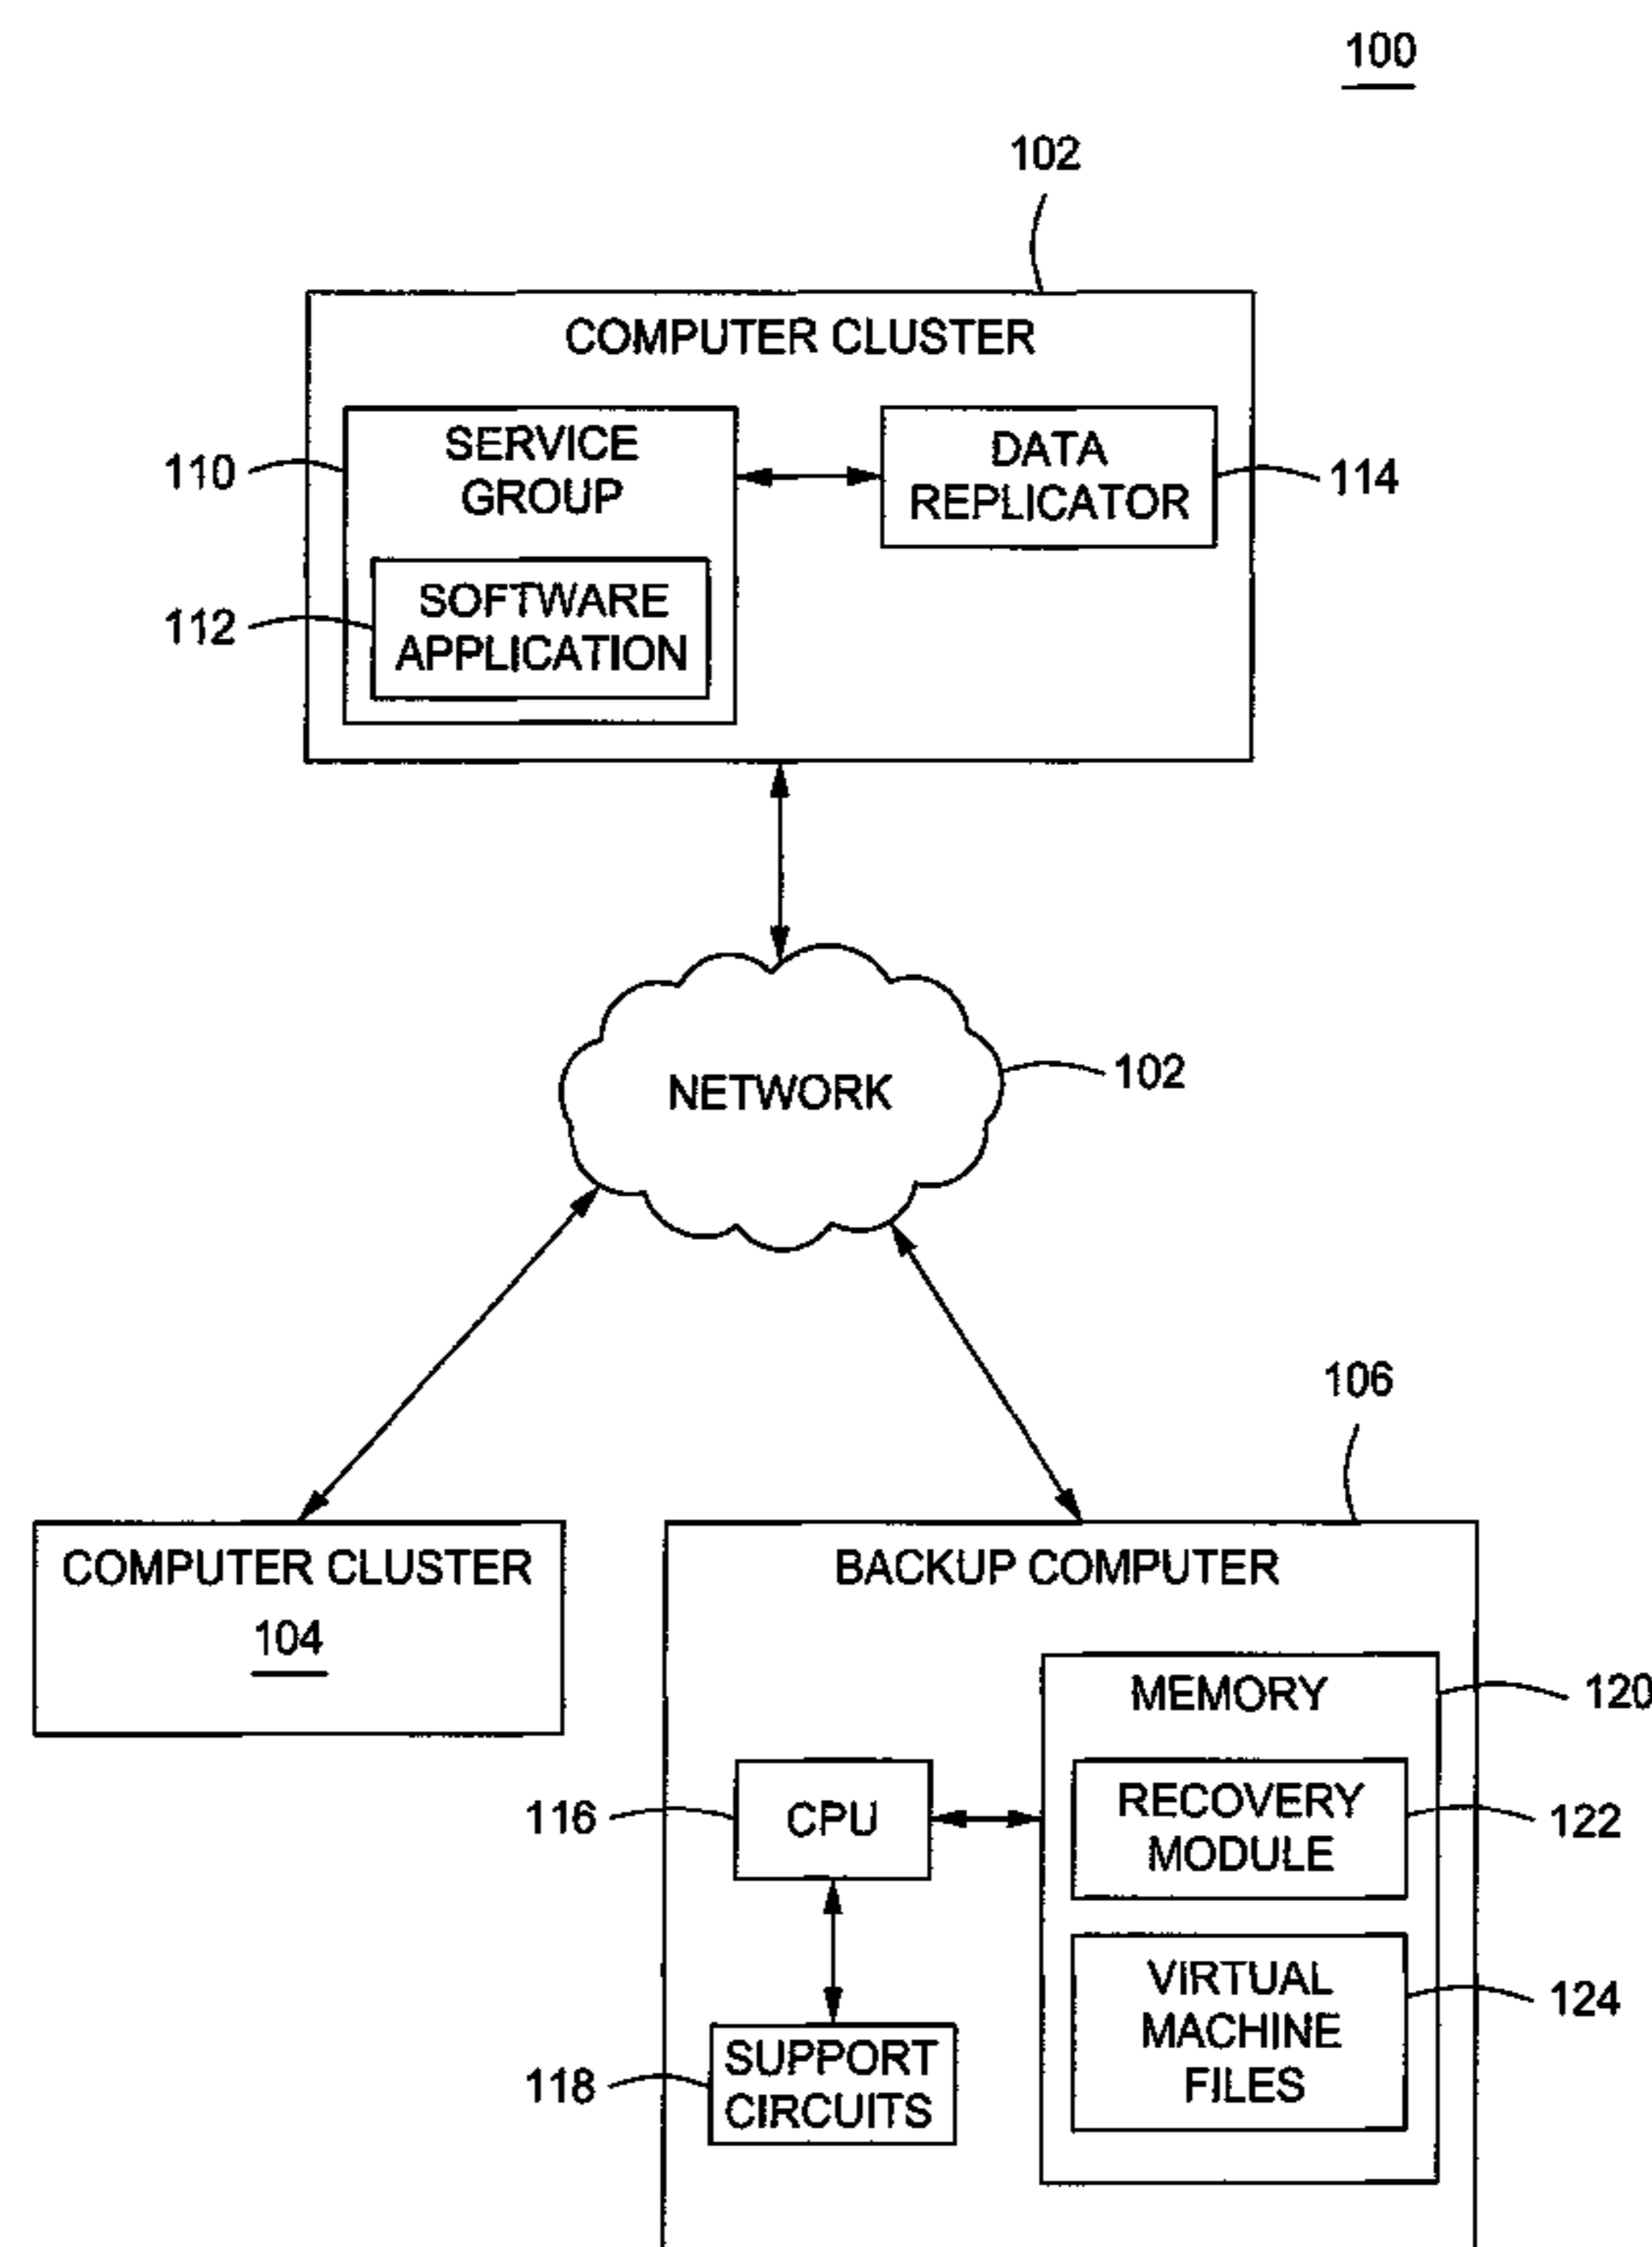 100
102
COMPUTER CLUSTER
SERVICE
GROUP
110
DATA
REPLICATOR
114
SOFTWARE
APPLICATION
112
NETWORK
102
106
COMPUTER CLUSTER
104
BACKUP COMPUTER
MEMORY
120
CPU
116
RECOVERY
MODULE
122
VIRTUAL
MACHINE
FILES
124
SUPPORT
CIRCUITS
118